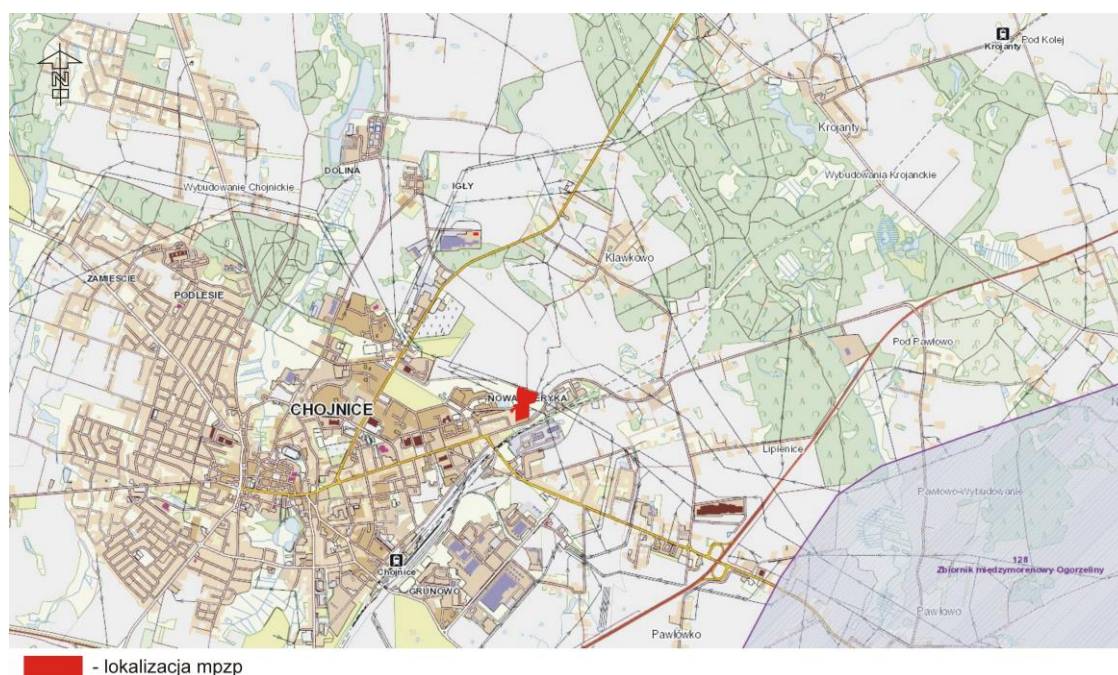 Krojanty
Pod Kolej
Krojanty
DOLINA
IGŁY
Wybudowanie Chojnickie
Wybudowania Krojanckie
Klawkowo
ZAMIEŚCIE
PODLESIE
Pod Pawłowo
NOWA AMERYKA
CHOJNICE
Lipienice
Pawłowo-Wybudowanie
Chojnice
128
Zbiornik międzymorenowy-Ogorzeliny
GRUNOWO
Pawłowo
Pawłówko
- lokalizacja mpzp